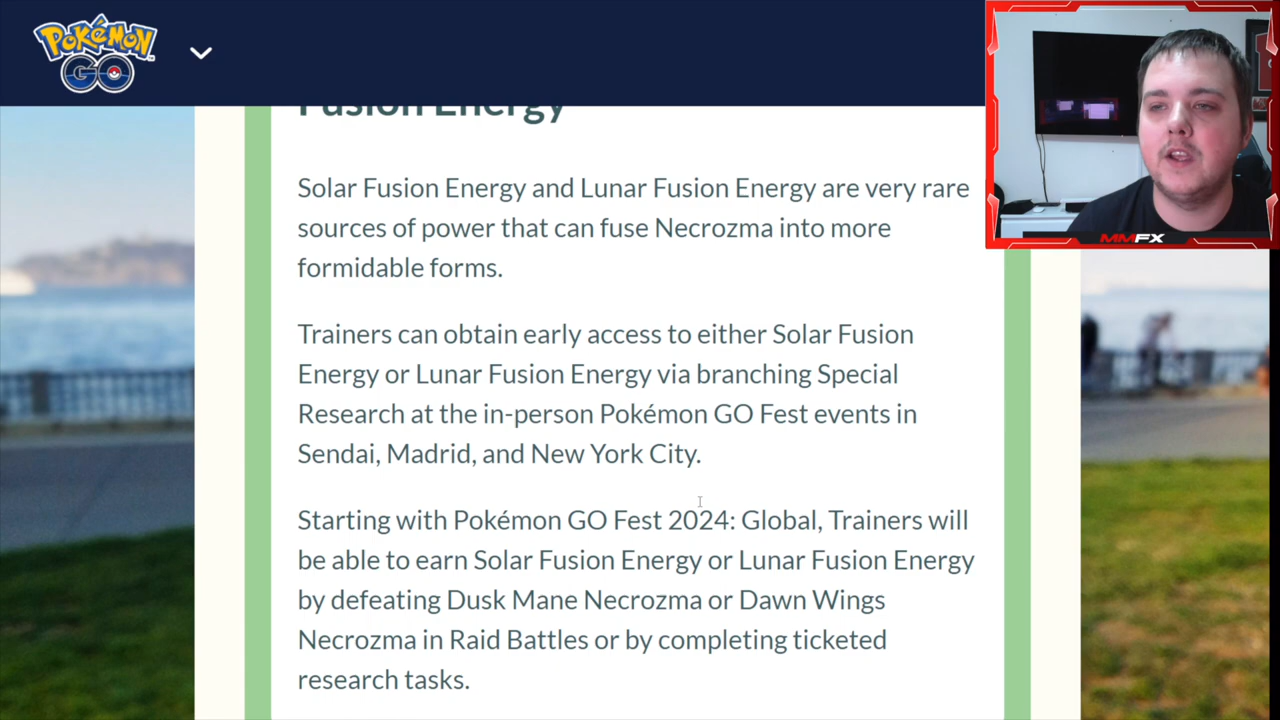 POKÉMON
GO
Fusion Energy
Solar Fusion Energy and Lunar Fusion Energy are very rare
sources of power that can fuse Necrozma into more
formidable forms.
Trainers can obtain early access to either Solar Fusion
Energy or Lunar Fusion Energy via branching Special
Research at the in-person Pokémon GO Fest events in
Sendai, Madrid, and New York City.
Starting with Pokémon GO Fest 2024: Global, Trainers will
be able to earn Solar Fusion Energy or Lunar Fusion Energy
by defeating Dusk Mane Necrozma or Dawn Wings
Necrozma in Raid Battles or by completing ticketed
research tasks.
MMFX